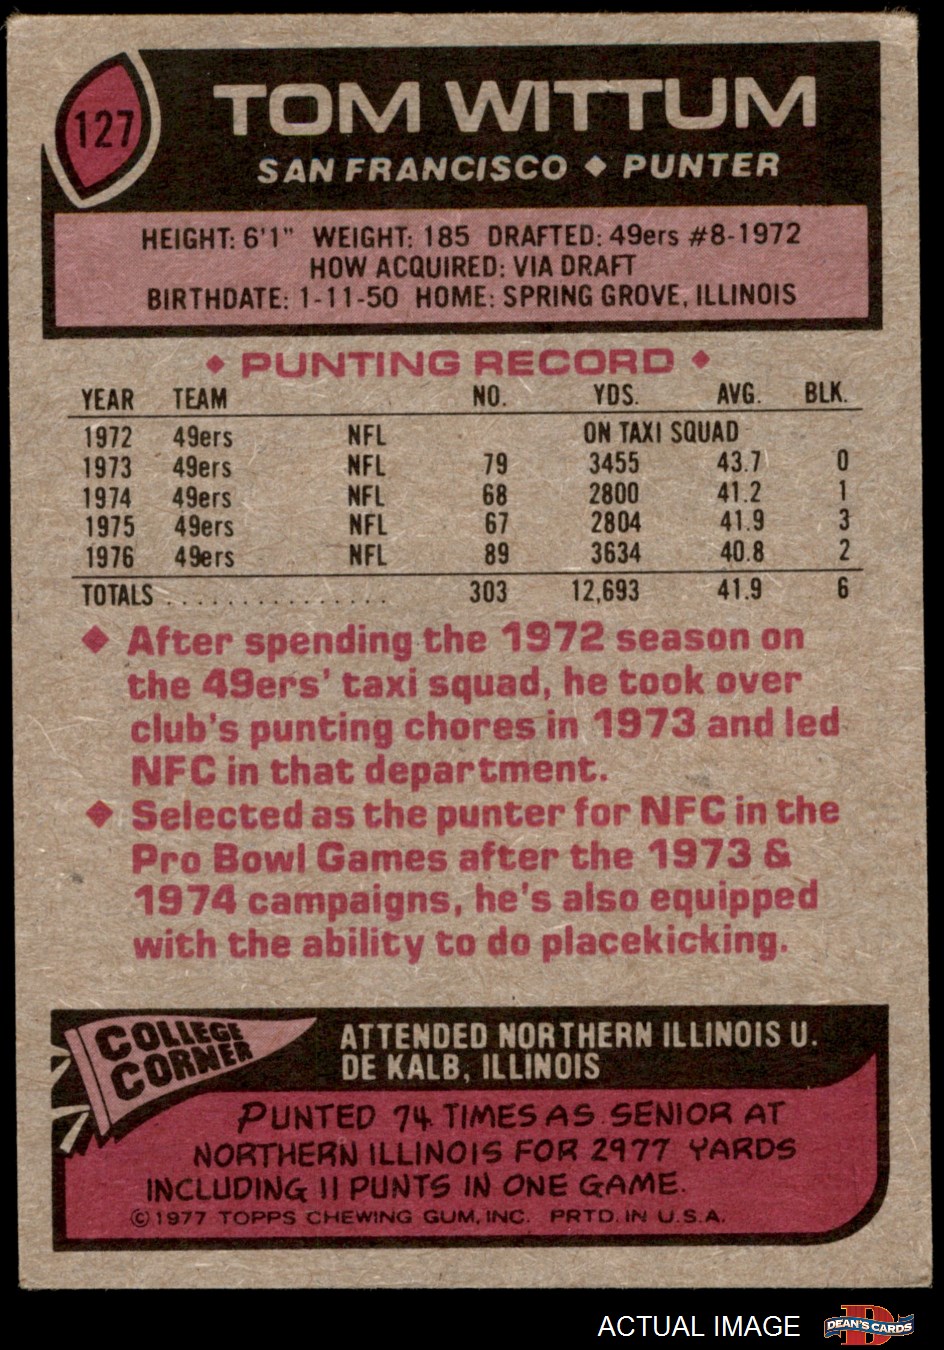 127
TOM WITTUM
SAN FRANCISCO ◆ PUNTER
HEIGHT: 6'1" WEIGHT: 185 DRAFTED: 49ers #8-1972
HOW ACQUIRED: VIA DRAFT
BIRTHDATE: 1-11-50 HOME: SPRING GROVE, ILLINOIS
◆ PUNTING RECORD ◆
YEAR TEAM NO. YDS. AVG. BLK.
1972 49ers NFL ON TAXI SQUAD
1973 49ers NFL 79 3455 43.7 0
1974 49ers NFL 68 2800 41.2 1
1975 49ers NFL 67 2804 41.9 3
1976 49ers NFL 89 3634 40.8 2
TOTALS . . . . . . . . . . . . . . . 303 12,693 41.9 6
◆ After spending the 1972 season on
the 49ers' taxi squad, he took over
club's punting chores in 1973 and led
NFC in that department.
◆ Selected as the punter for NFC in the
Pro Bowl Games after the 1973 &
1974 campaigns, he's also equipped
with the ability to do placekicking.
COLLEGE
CORNER
ATTENDED NORTHERN ILLINOIS U.
DE KALB, ILLINOIS
PUNTED 74 TIMES AS SENIOR AT
NORTHERN ILLINOIS FOR 2977 YARDS
INCLUDING 11 PUNTS IN ONE GAME.
© 1977 TOPPS CHEWING GUM, INC. PRTD. IN U.S.A.
ACTUAL IMAGE
DEAN'S CARDS